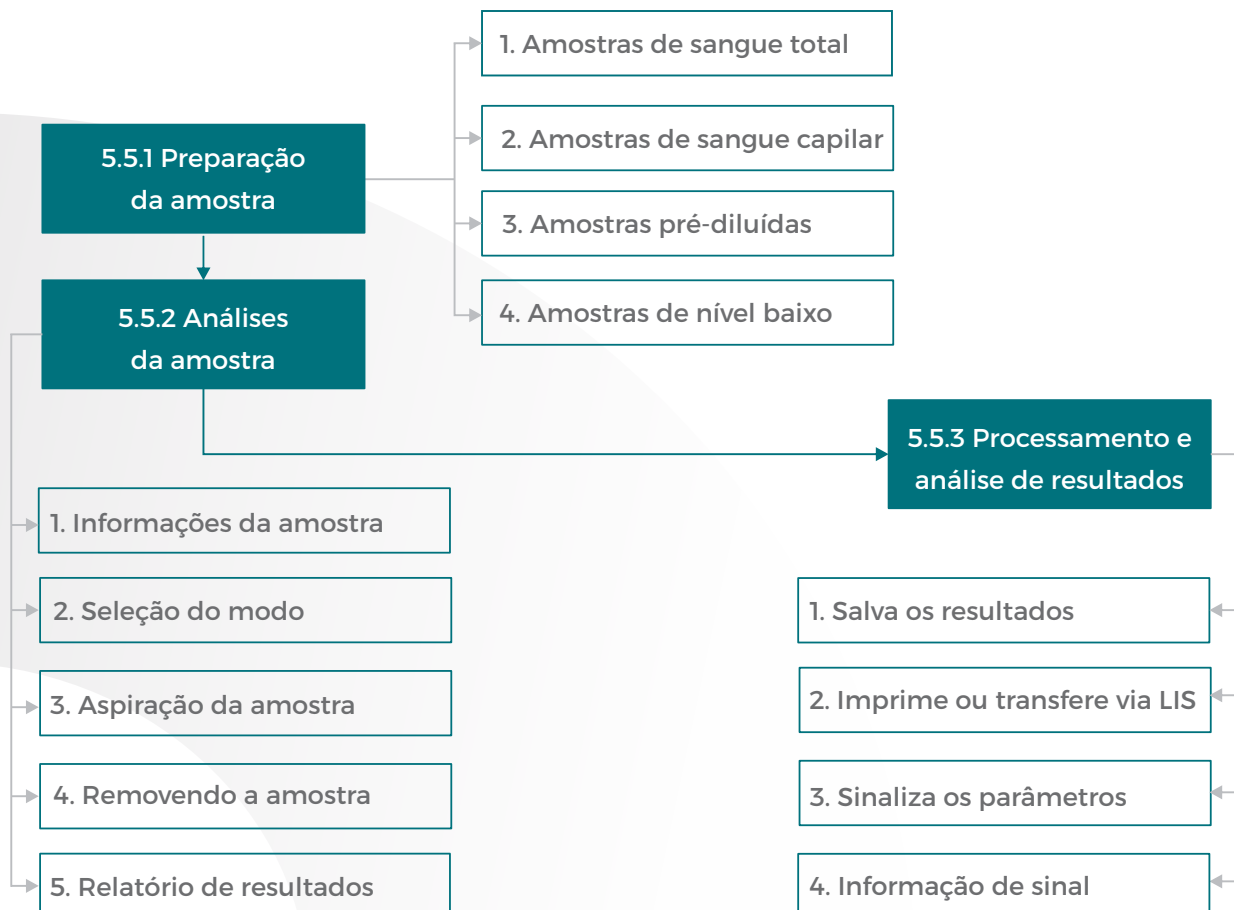 5.5.1 Preparação
da amostra
1. Amostras de sangue total
2. Amostras de sangue capilar
3. Amostras pré-diluídas
4. Amostras de nível baixo
5.5.2 Análises
da amostra
1. Informações da amostra
2. Seleção do modo
3. Aspiração da amostra
4. Removendo a amostra
5. Relatório de resultados
5.5.3 Processamento e
análise de resultados
1. Salva os resultados
2. Imprime ou transfere via LIS
3. Sinaliza os parâmetros
4. Informação de sinal